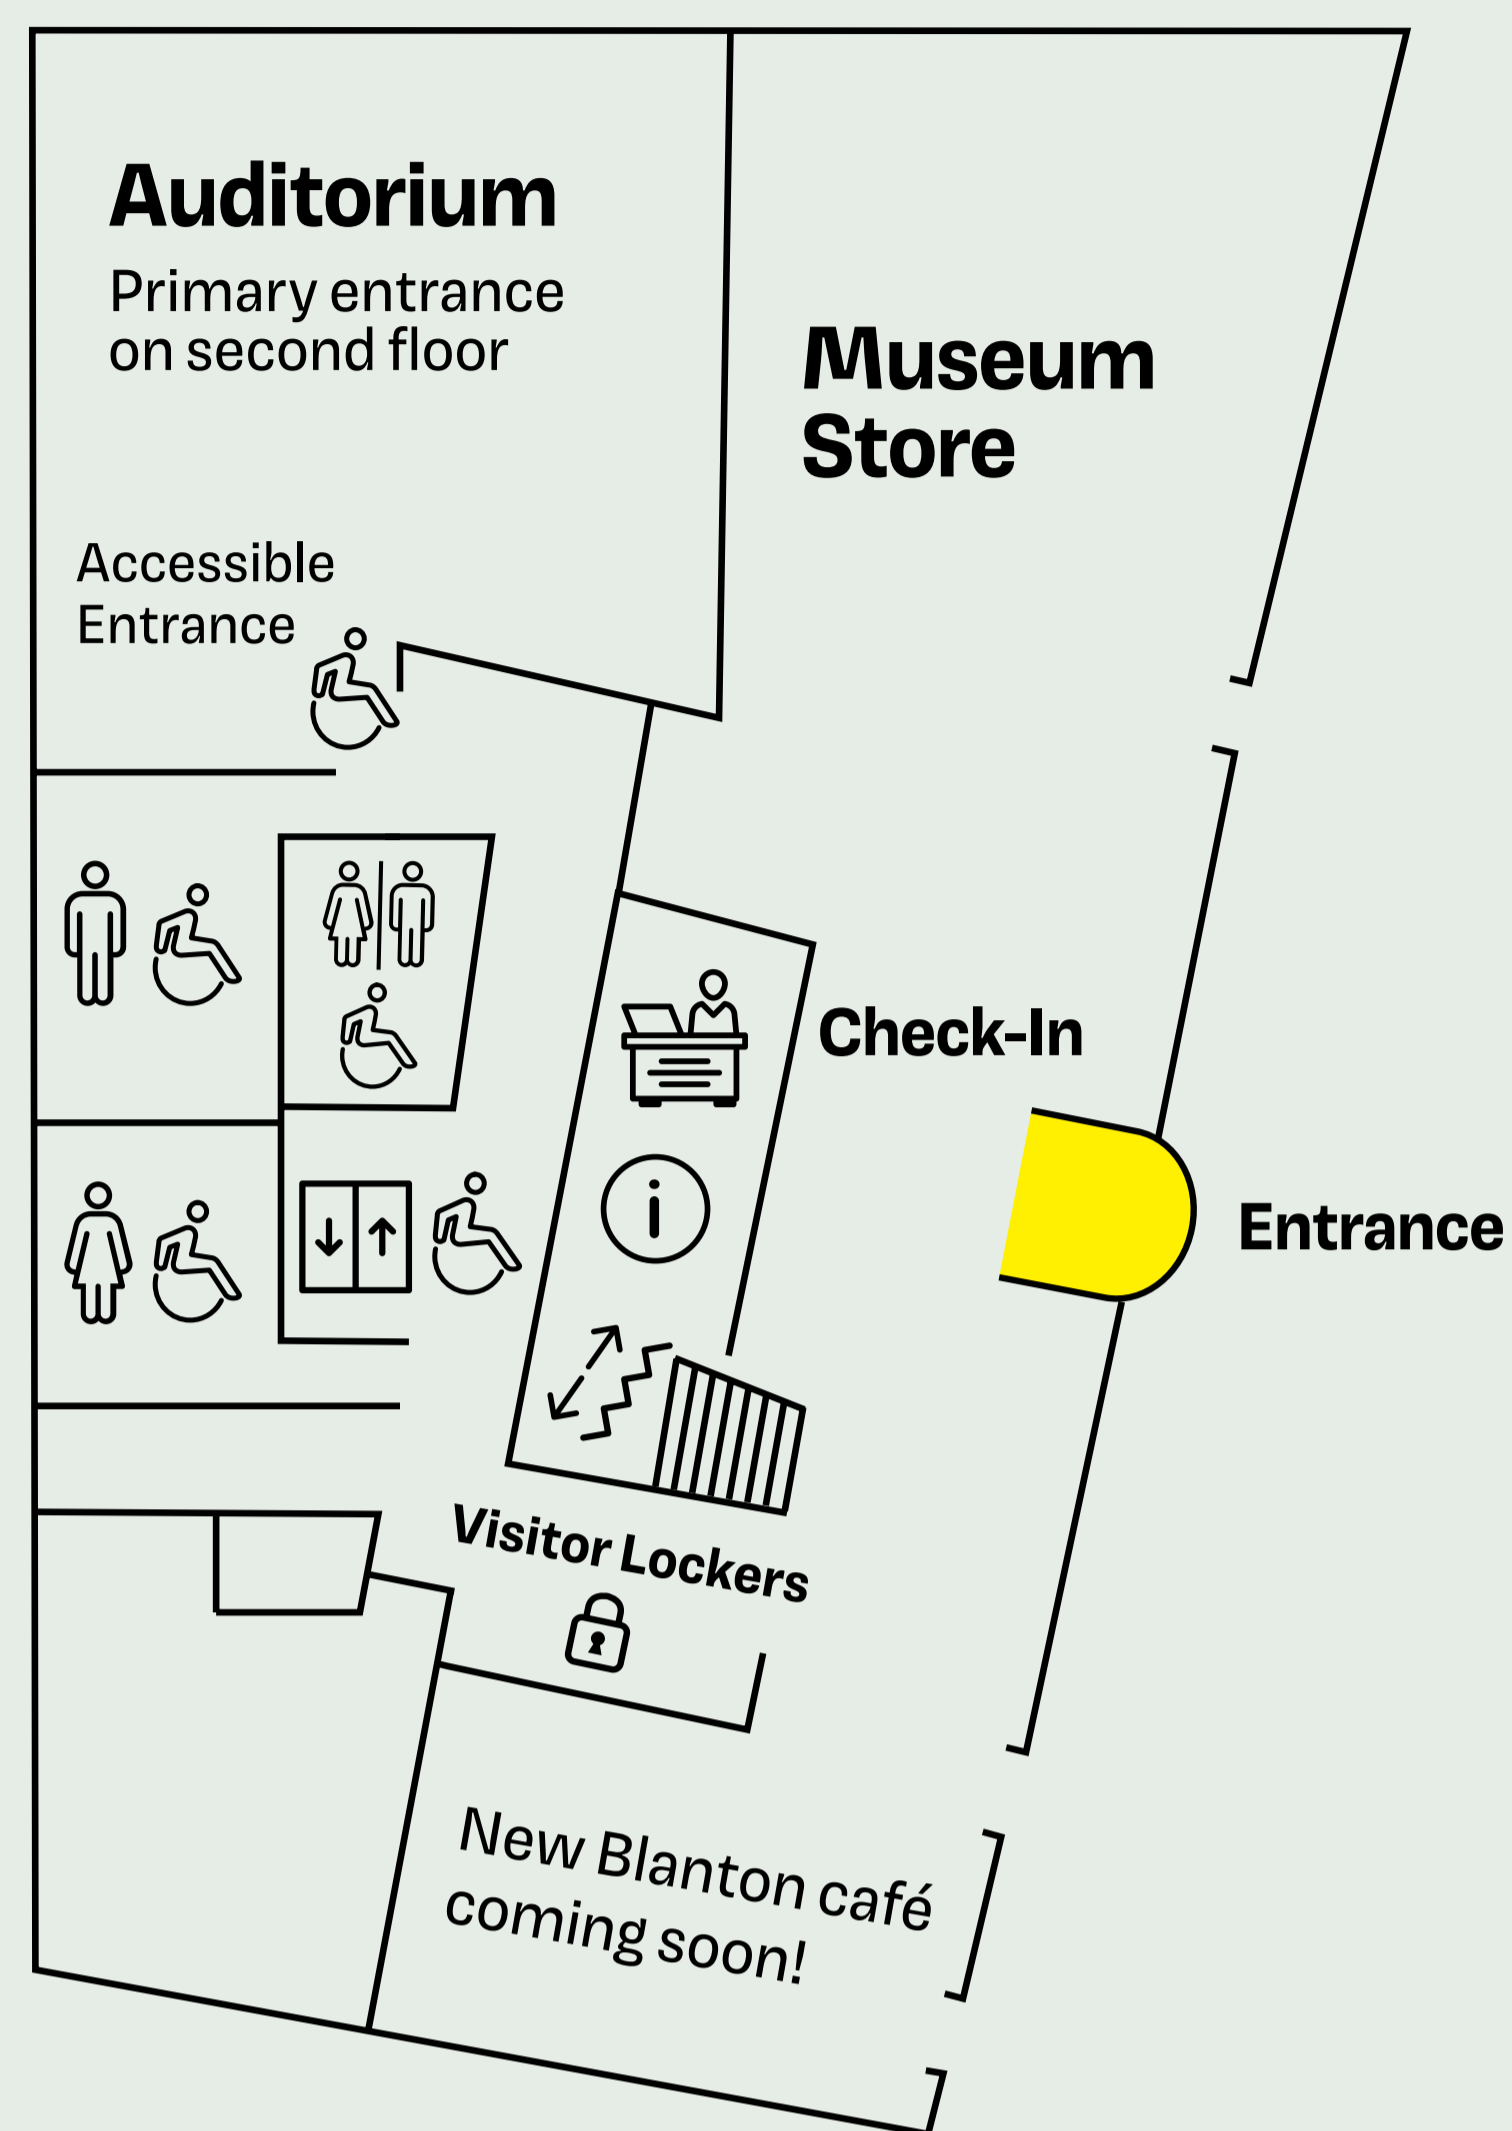 Auditorium
Primary entrance
on second floor
Museum
Store
Accessible
Entrance
Check-In
i
Entrance
Visitor Lockers
New Blanton café
coming soon!